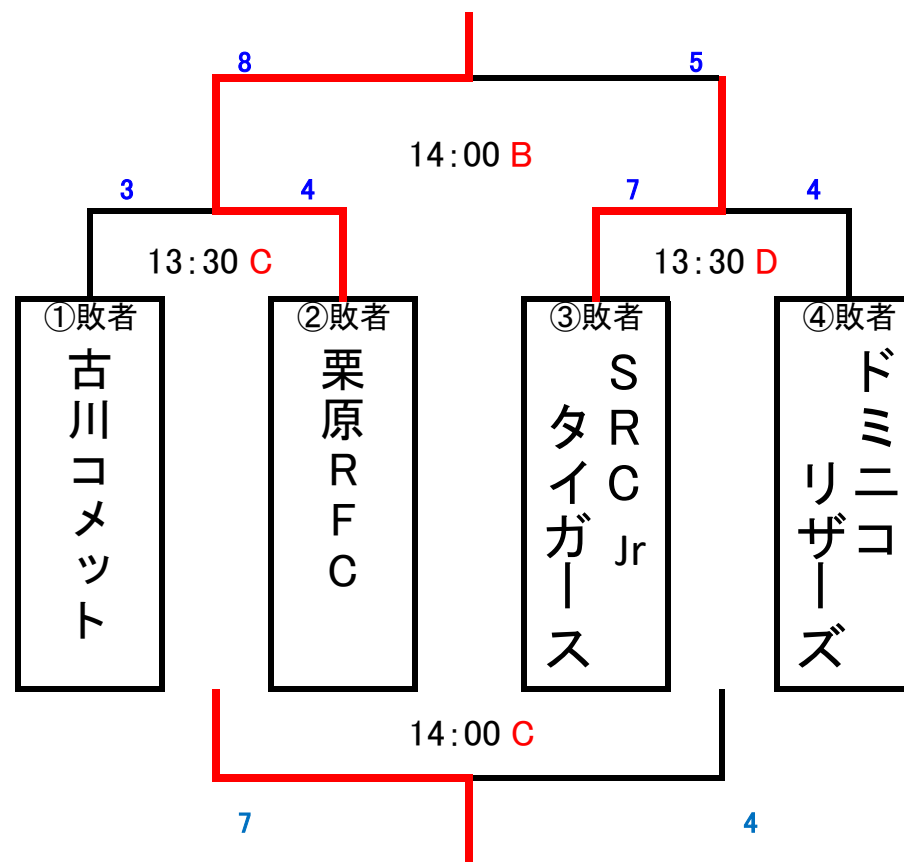 8
5
14:00 B
3
4
7
4
13:30 C
13:30 D
①敗者
②敗者
③敗者
④敗者
古川コメット
栗原RFC
SRC Jr
タイガース
ドミニコ
リザーズ
14:00 C
7
4